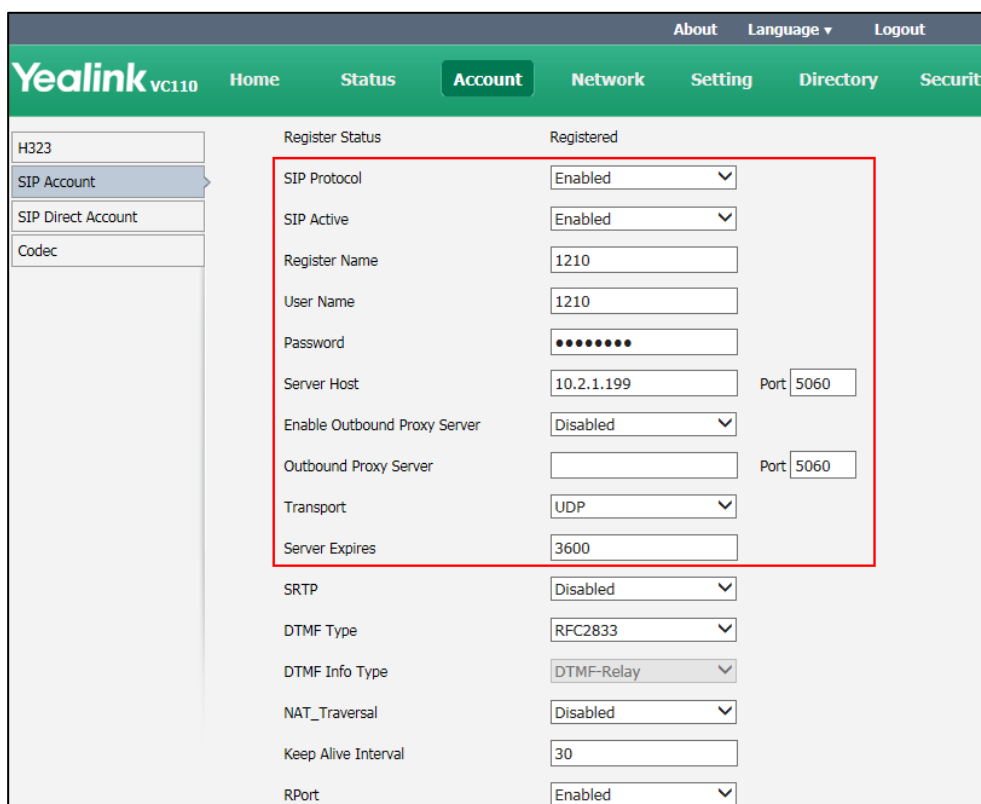 About Language ▾ Logout
Yealink VC110 Home Status Account Network Setting Directory Securit
H323
SIP Account
SIP Direct Account
Codec
Register Status Registered
SIP Protocol Enabled
SIP Active Enabled
Register Name 1210
User Name 1210
Password ••••••••
Server Host 10.2.1.199 Port 5060
Enable Outbound Proxy Server Disabled
Outbound Proxy Server Port 5060
Transport UDP
Server Expires 3600
SRTP Disabled
DTMF Type RFC2833
DTMF Info Type DTMF-Relay
NAT_Traversal Disabled
Keep Alive Interval 30
RPort Enabled